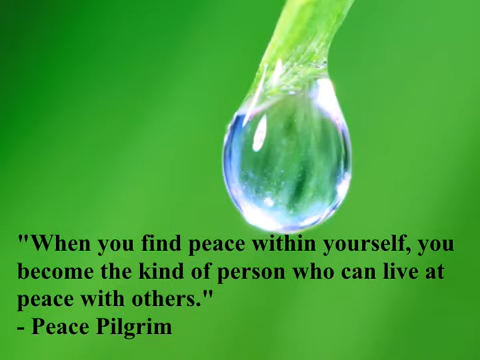 "When you find peace within yourself, you
become the kind of person who can live at
peace with others."
- Peace Pilgrim